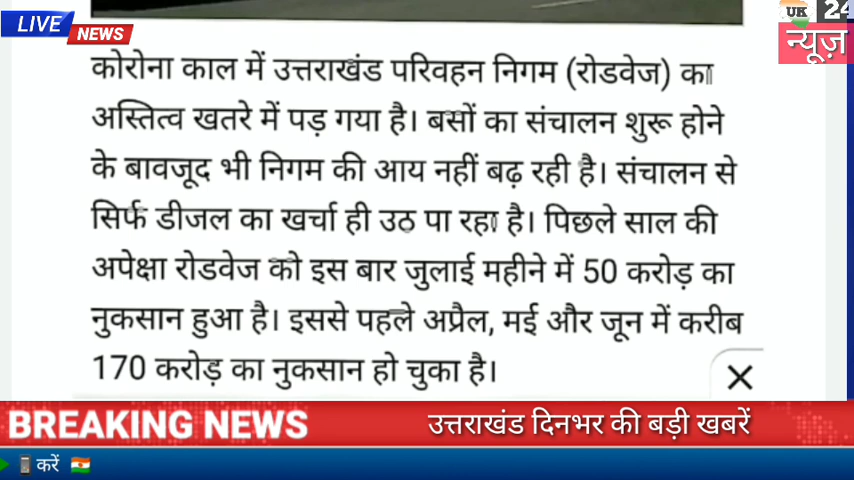 LIVE
NEWS
UK 24
न्यूज़
कोरोना काल में उत्तराखंड परिवहन निगम (रोडवेज) का
अस्तित्व खतरे में पड़ गया है। बसों का संचालन शुरू होने
के बावजूद भी निगम की आय नहीं बढ़ रही है। संचालन से
सिर्फ डीजल का खर्चा ही उठ पा रहा है। पिछले साल की
अपेक्षा रोडवेज को इस बार जुलाई महीने में 50 करोड़ का
नुकसान हुआ है। इससे पहले अप्रैल, मई और जून में करीब
170 करोड़ का नुकसान हो चुका है।
BREAKING NEWS
उत्तराखंड दिनभर की बड़ी खबरें
करें